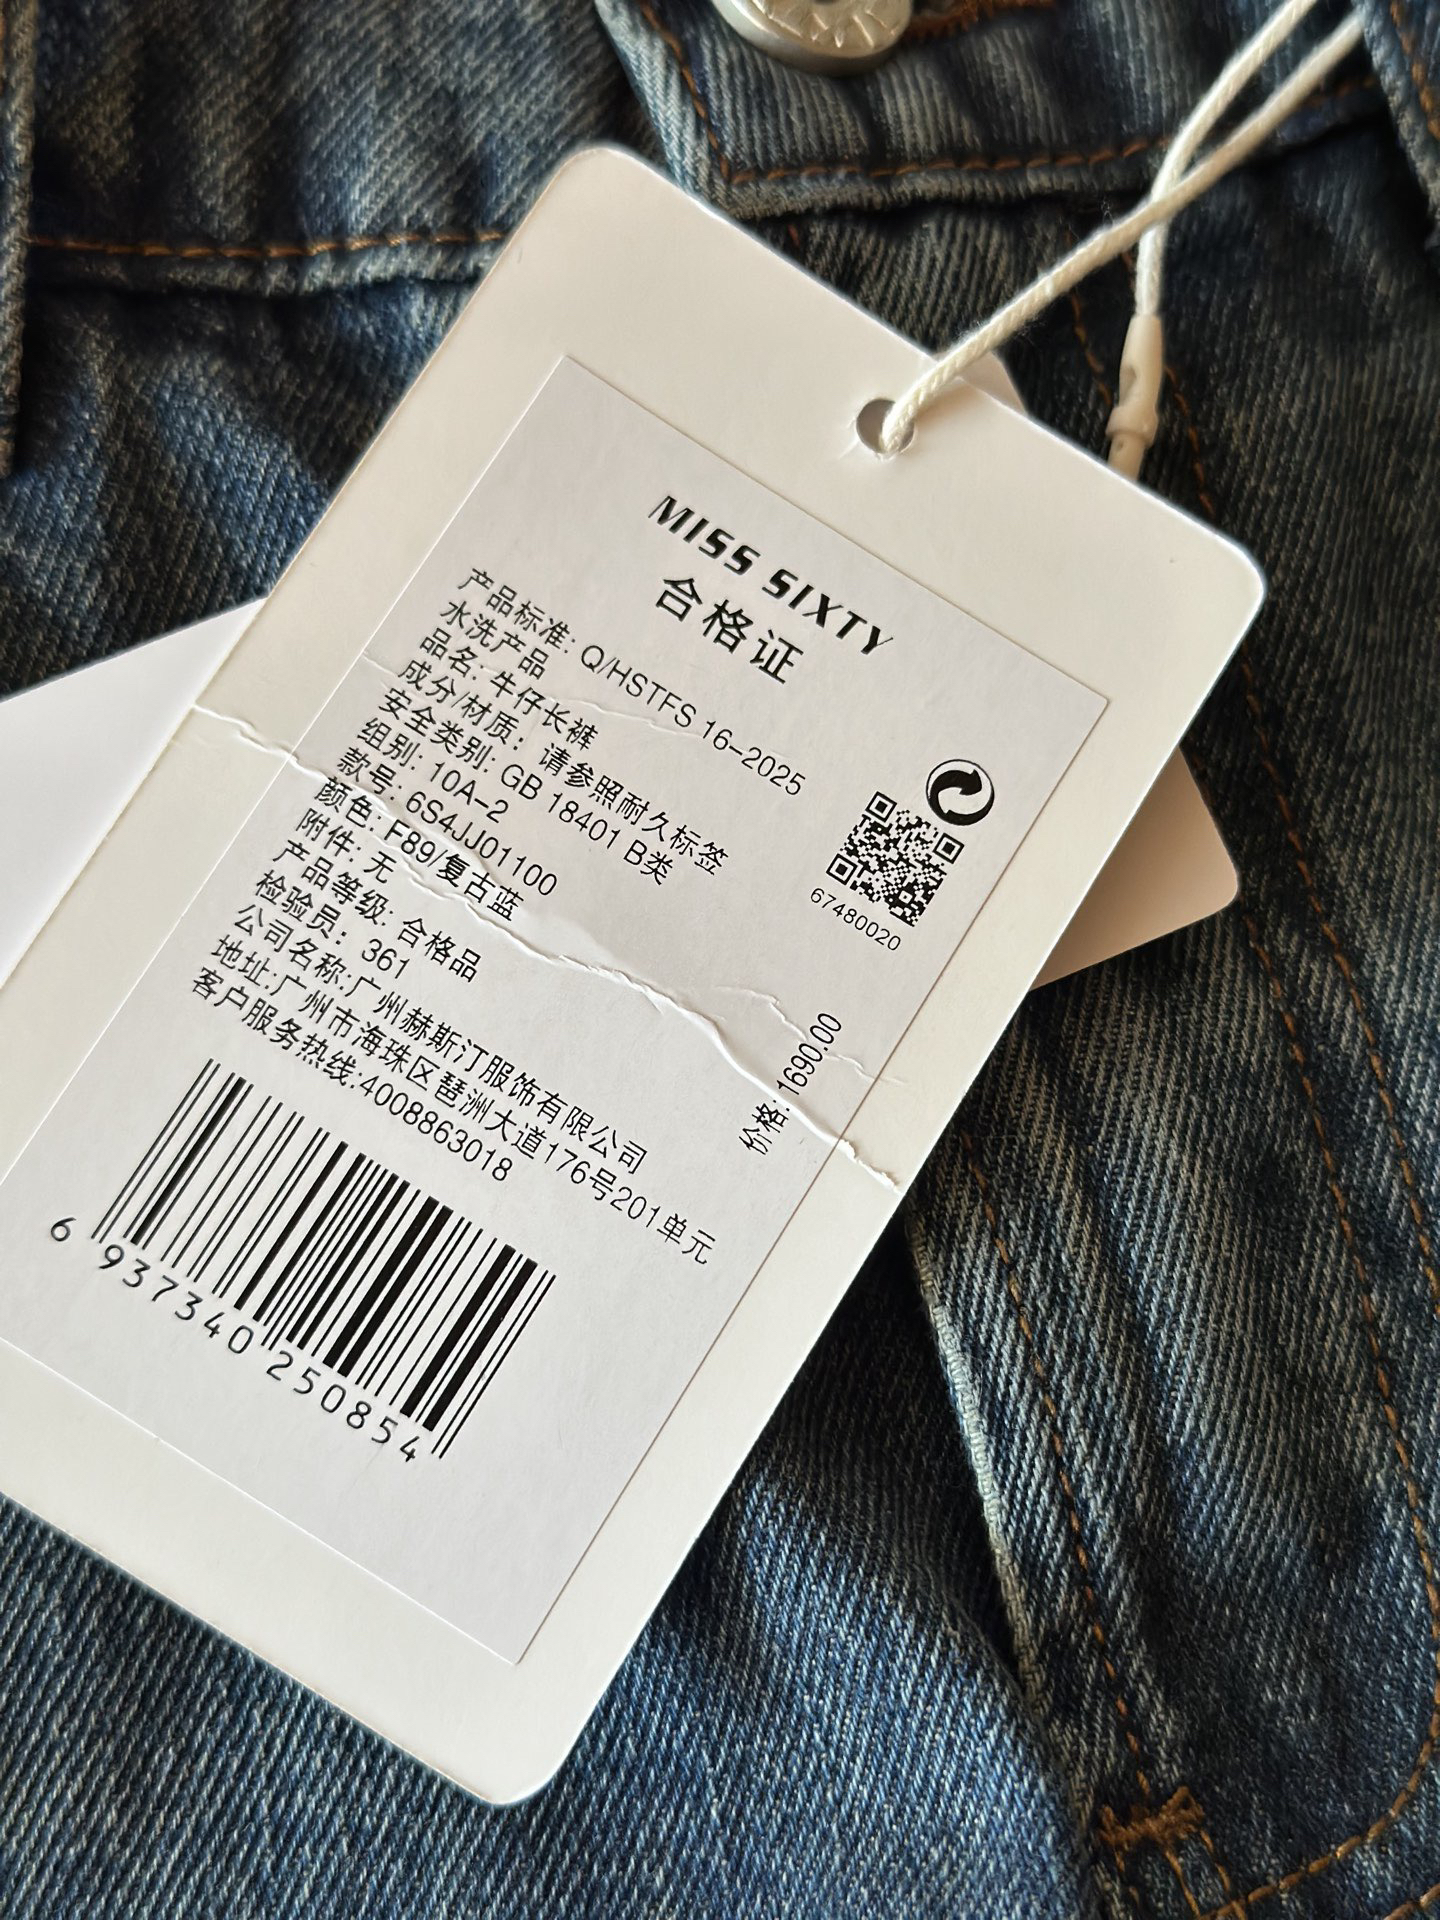 MISS SIXTY
合格证
产品标准: Q/HSTFS 16-2025
水洗产品
品名: 牛仔长裤
成分/材质: 请参照耐久标签
安全类别: GB 18401 B类
组别: 10A-2
款号: 6S4JJ01100
颜色: F89/复古蓝
附件: 无
产品等级: 合格品
检验员: 361
公司名称:广州赫斯汀服饰有限公司
地址:广州市海珠区琶洲大道176号201单元
客户服务热线:4008863018
67480020
价格: 1690.00
6 937340 250854